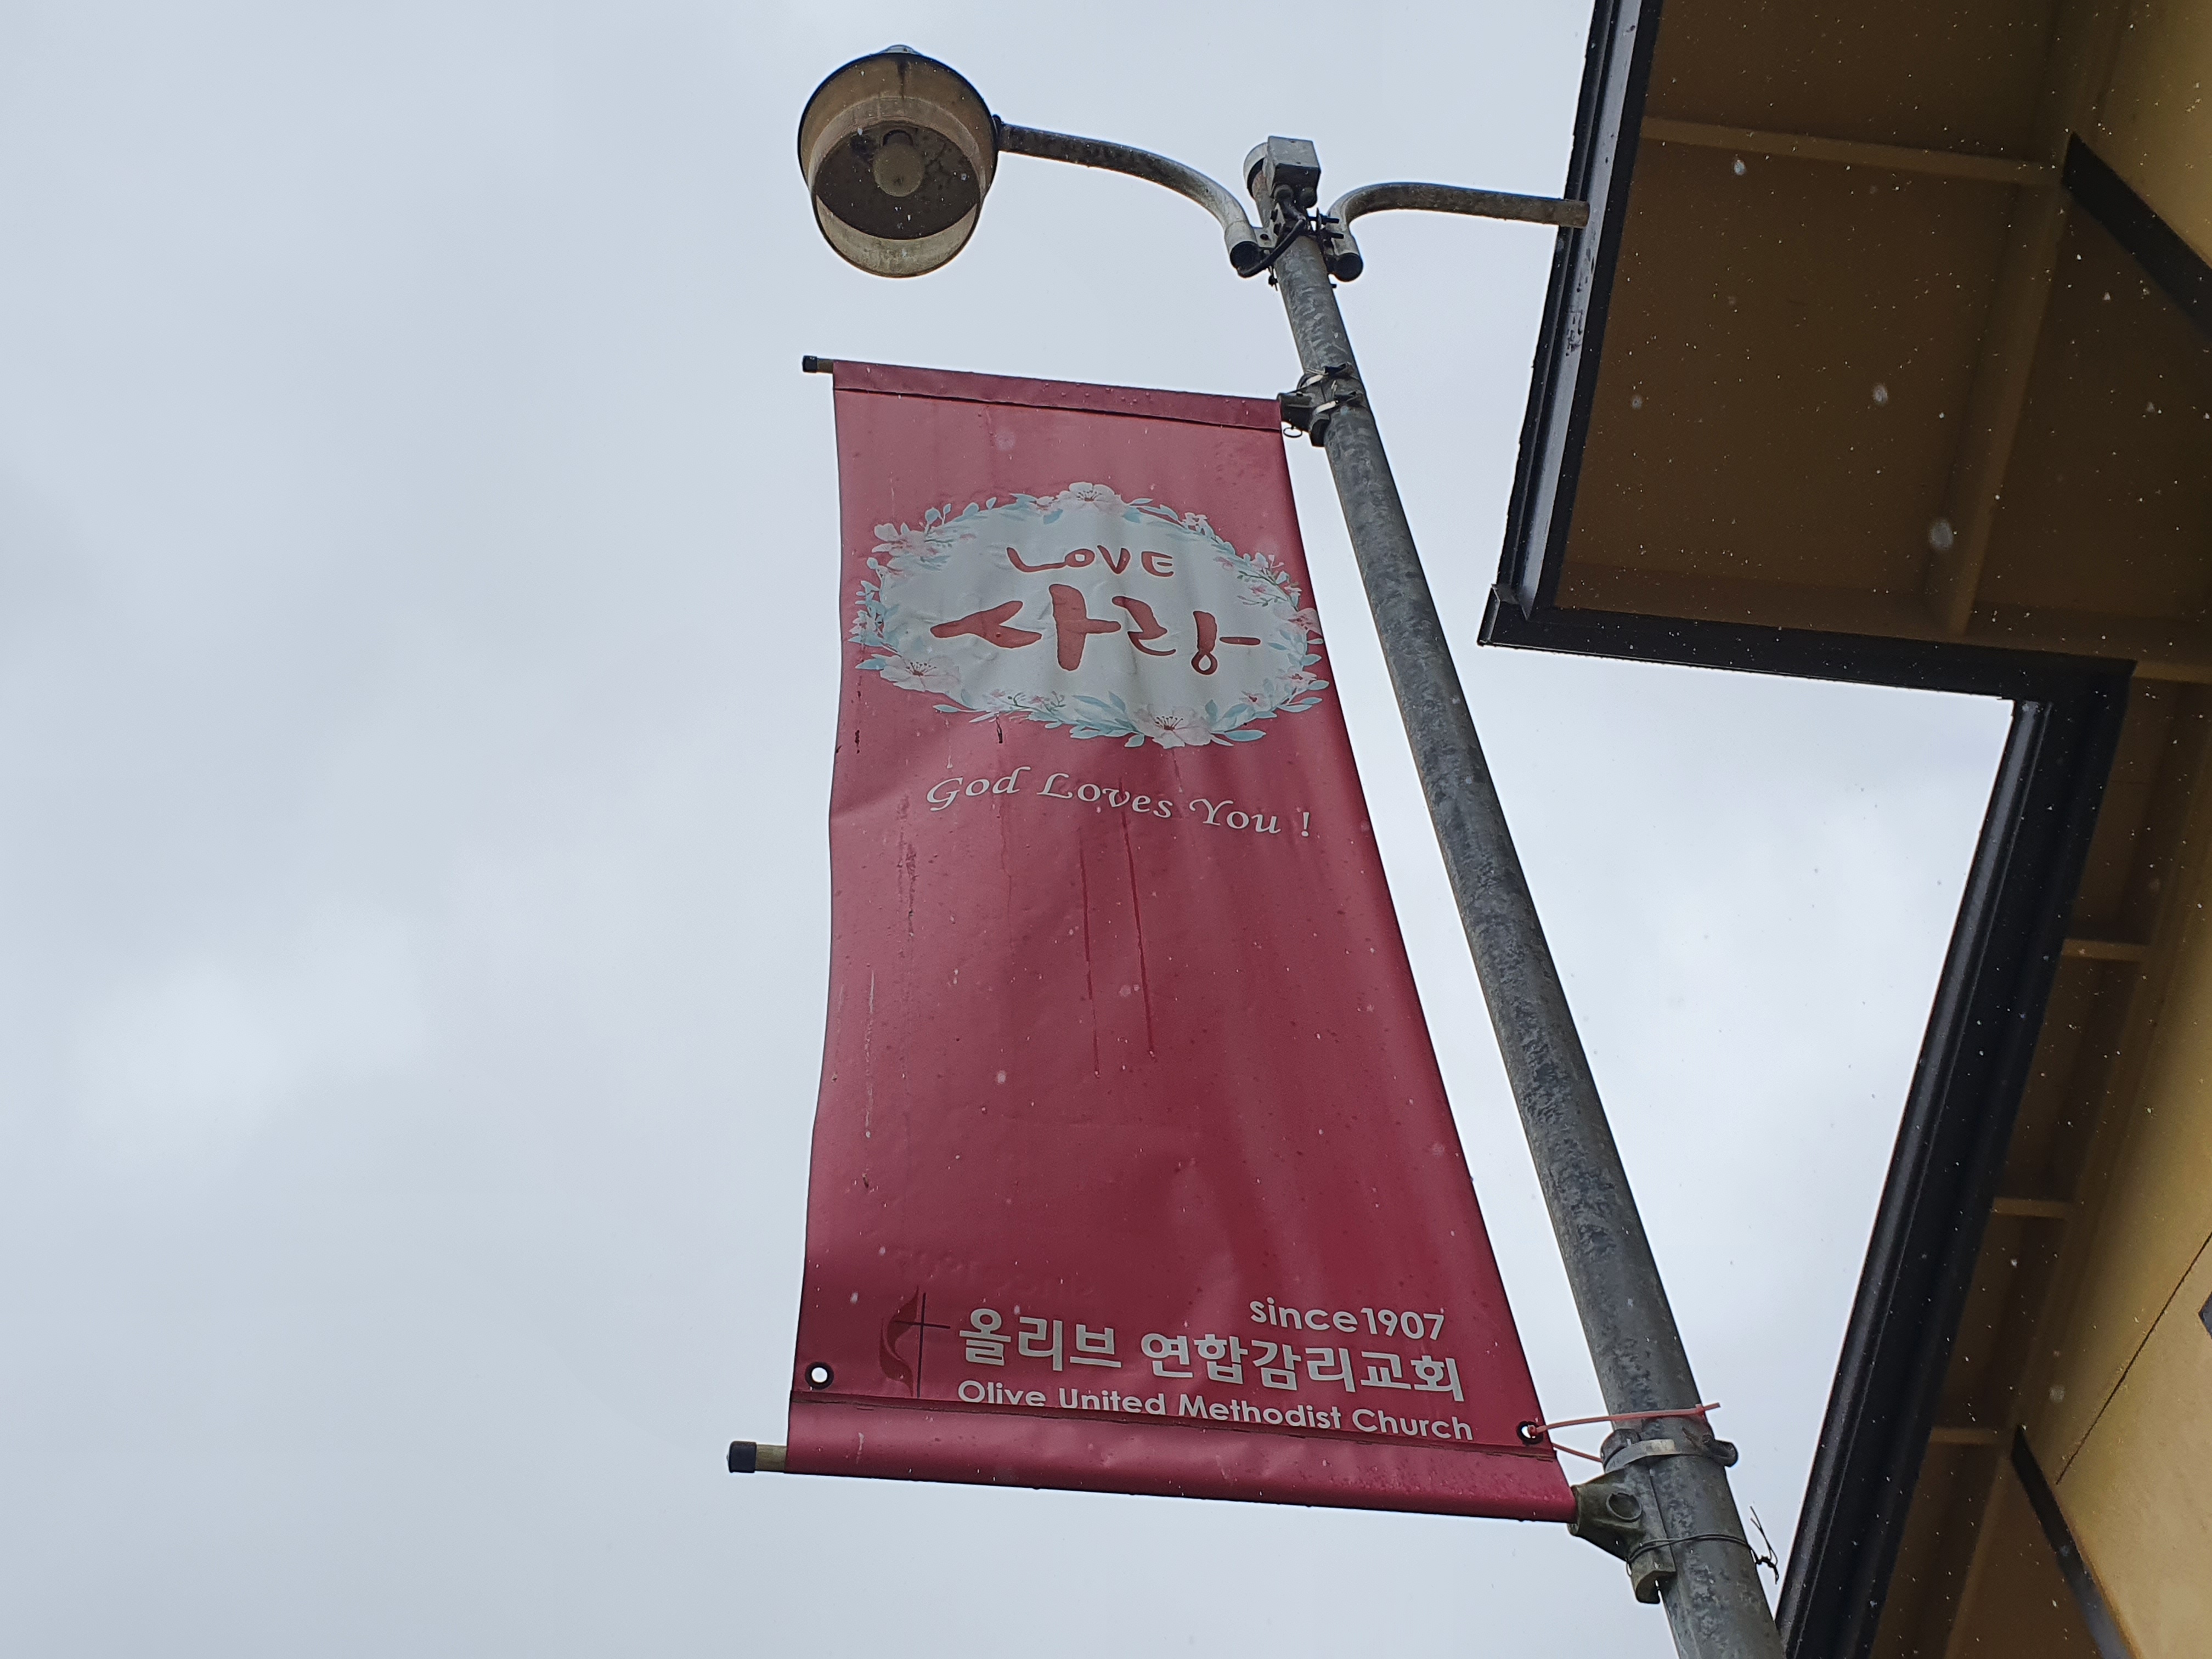 LOVE
사랑
God Loves You !
since1907
올리브 연합감리교회
Olive United Methodist Church